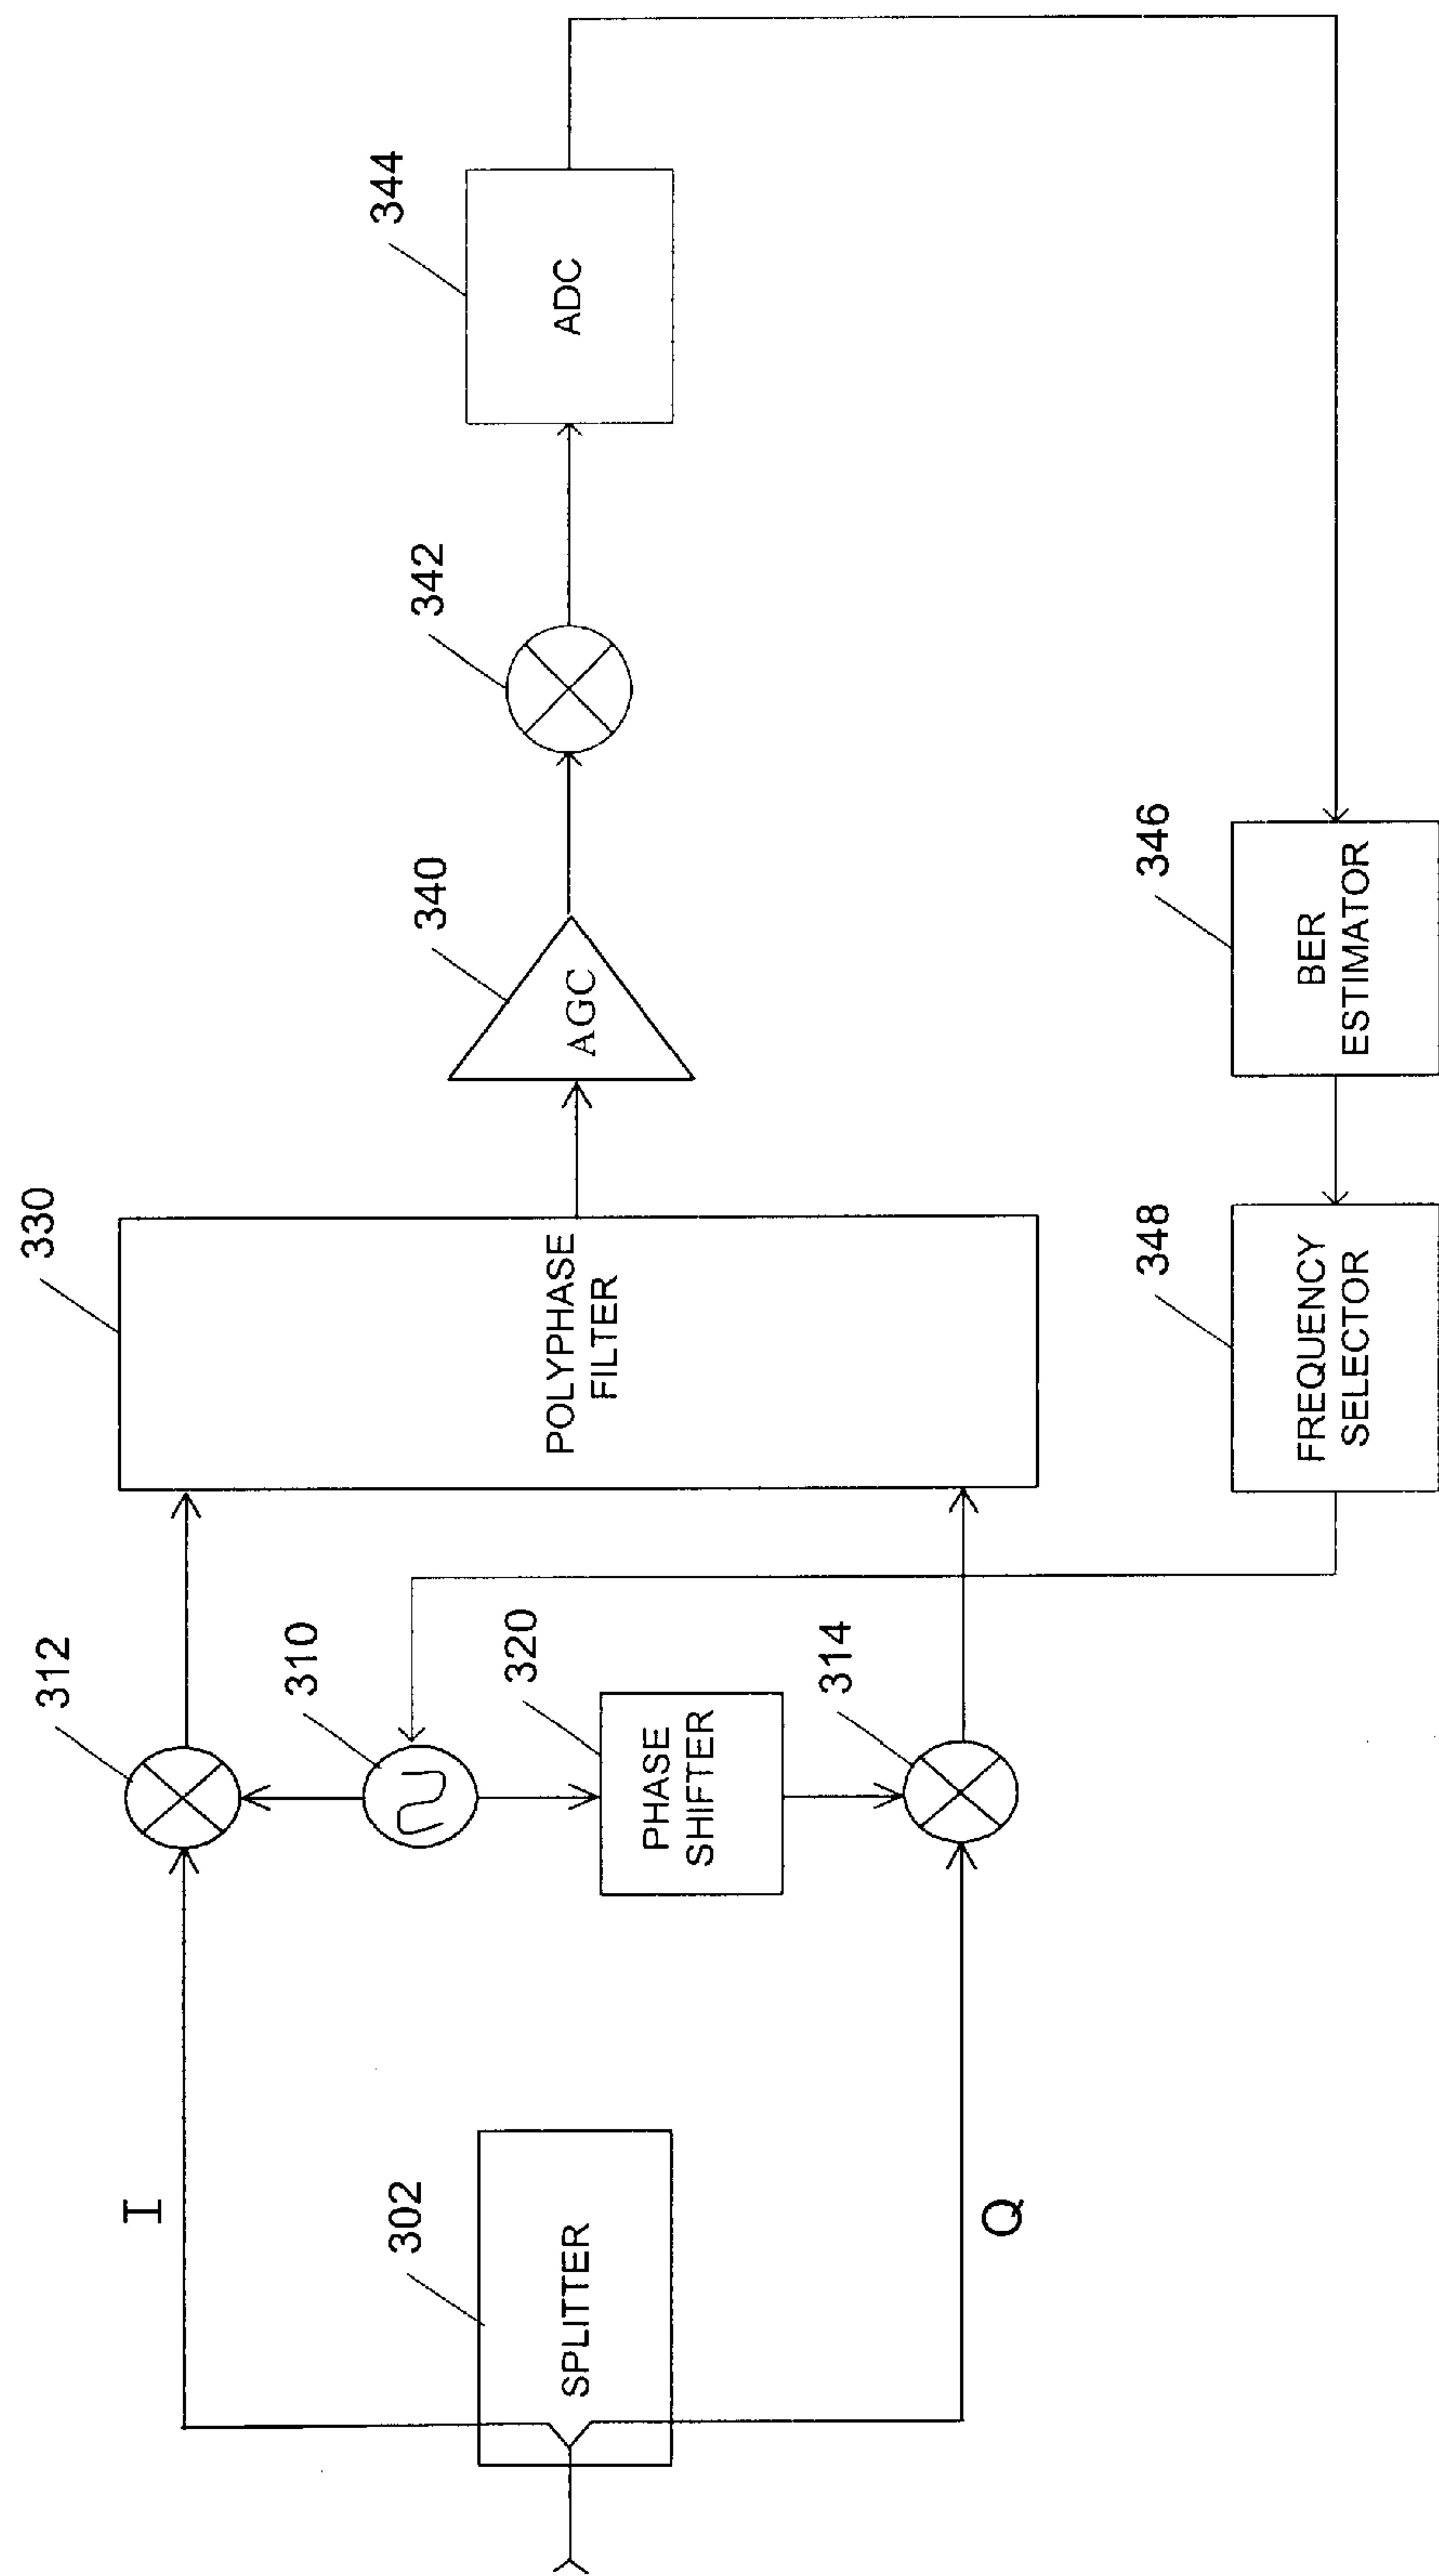 I
302
SPLITTER
Q
312
310
320
PHASE
SHIFTER
314
330
POLYPHASE
FILTER
340
AGC
342
344
ADC
346
BER
ESTIMATOR
348
FREQUENCY
SELECTOR